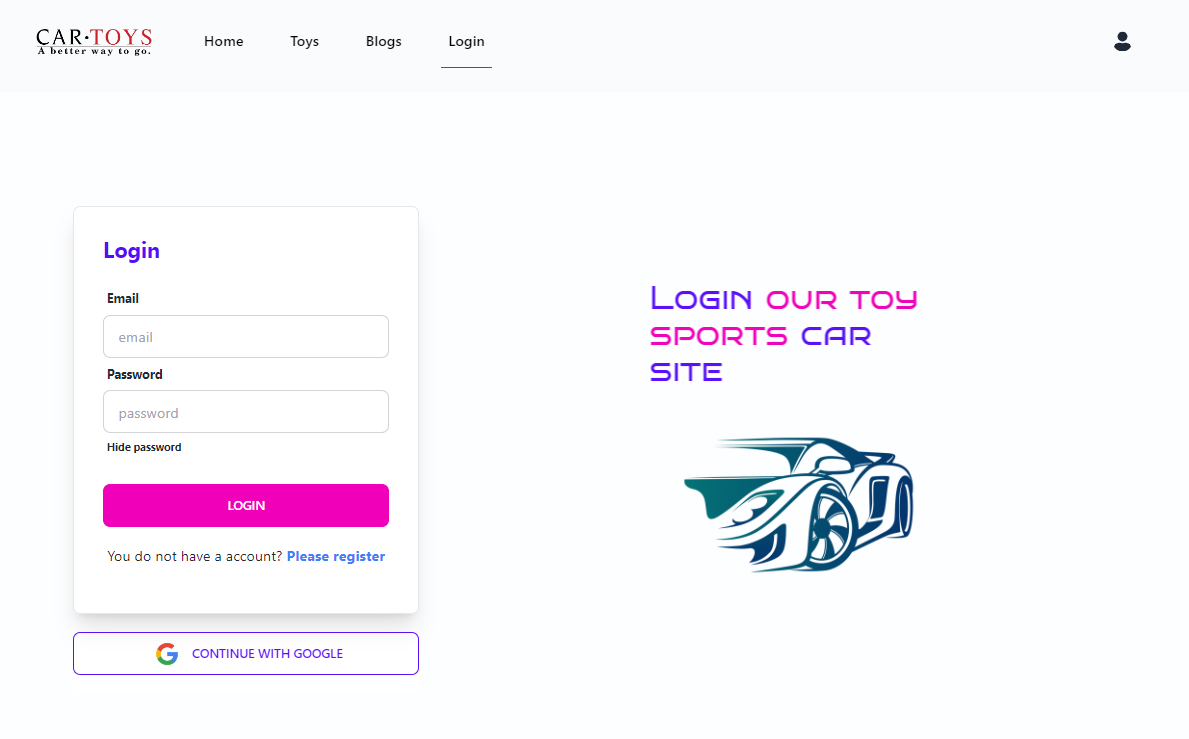 CAR·TOYS
A better way to go.
Home Toys Blogs Login
Login
Email
email
Password
password
Hide password
LOGIN
You do not have a account? Please register
CONTINUE WITH GOOGLE
Login our toy
sports car
site